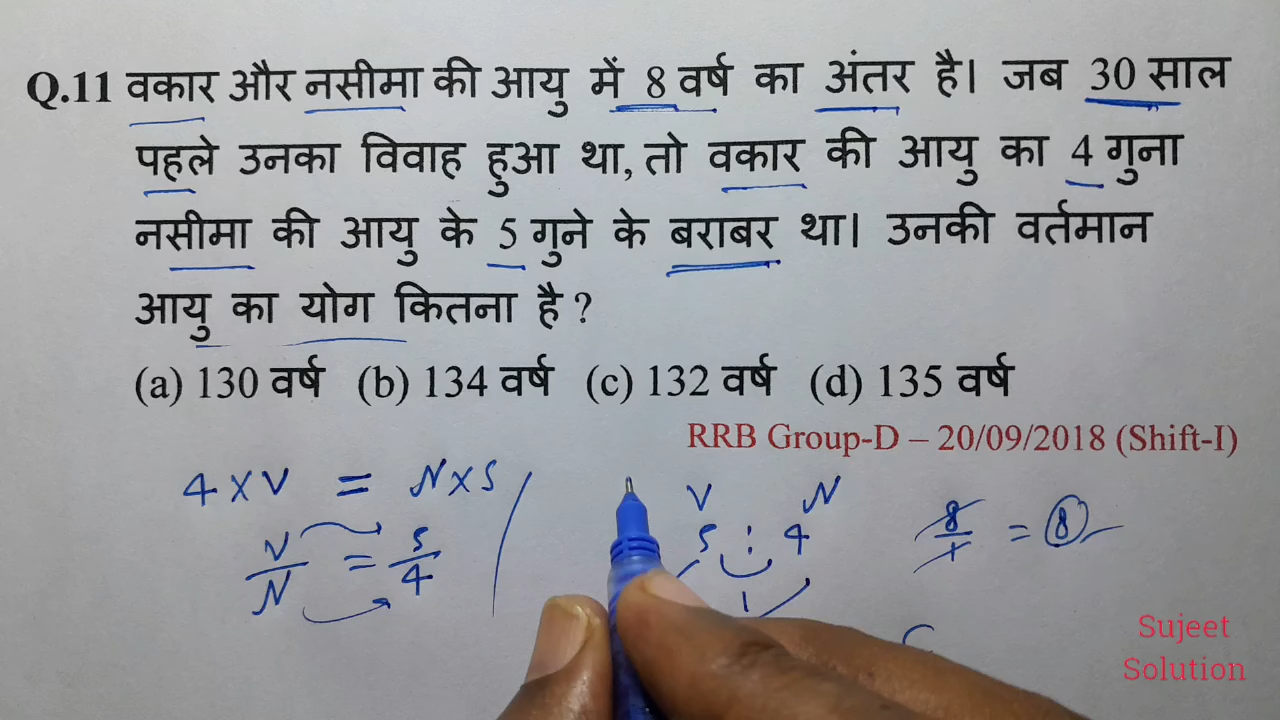 Q.11 वकार और नसीमा की आयु में 8 वर्ष का अंतर है। जब 30 साल
पहले उनका विवाह हुआ था, तो वकार की आयु का 4 गुना
नसीमा की आयु के 5 गुने के बराबर था। उनकी वर्तमान
आयु का योग कितना है ?
(a) 130 वर्ष (b) 134 वर्ष (c) 132 वर्ष (d) 135 वर्ष
RRB Group-D – 20/09/2018 (Shift-I)
4 X V = N X 5
V/N = 5/4
V N
5 : 4
1
8/1 = 8
Sujeet
Solution